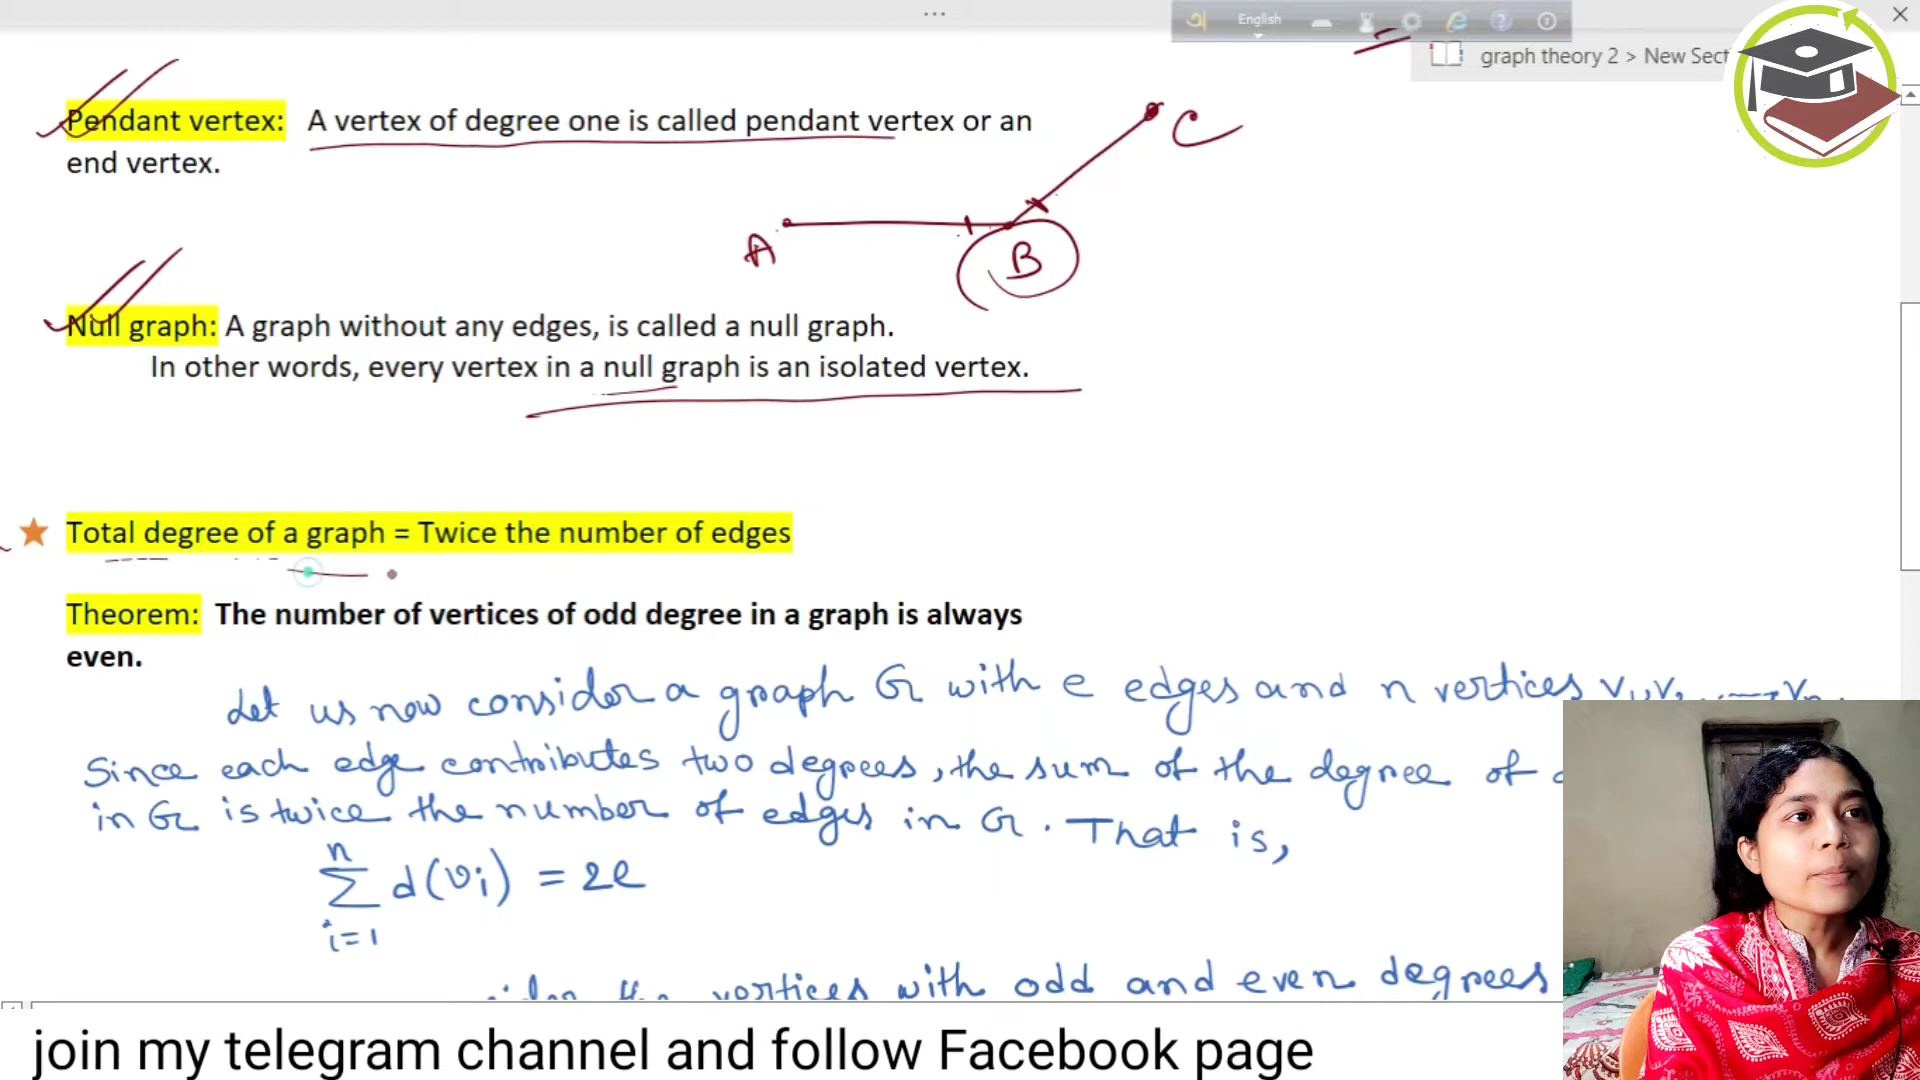 ...
English
graph theory 2 > New Sect
Pendant vertex: A vertex of degree one is called pendant vertex or an
end vertex.
C
A
B
Null graph: A graph without any edges, is called a null graph.
In other words, every vertex in a null graph is an isolated vertex.
Total degree of a graph = Twice the number of edges
Theorem: The number of vertices of odd degree in a graph is always
even.
Let us now consider a graph G with e edges and n vertices v1, v2, ... vn.
Since each edge contributes two degrees, the sum of the degree of
in G is twice the number of edges in G. That is,
n
∑ d(vi) = 2e
i=1
the vertices with odd and even degrees
join my telegram channel and follow Facebook page